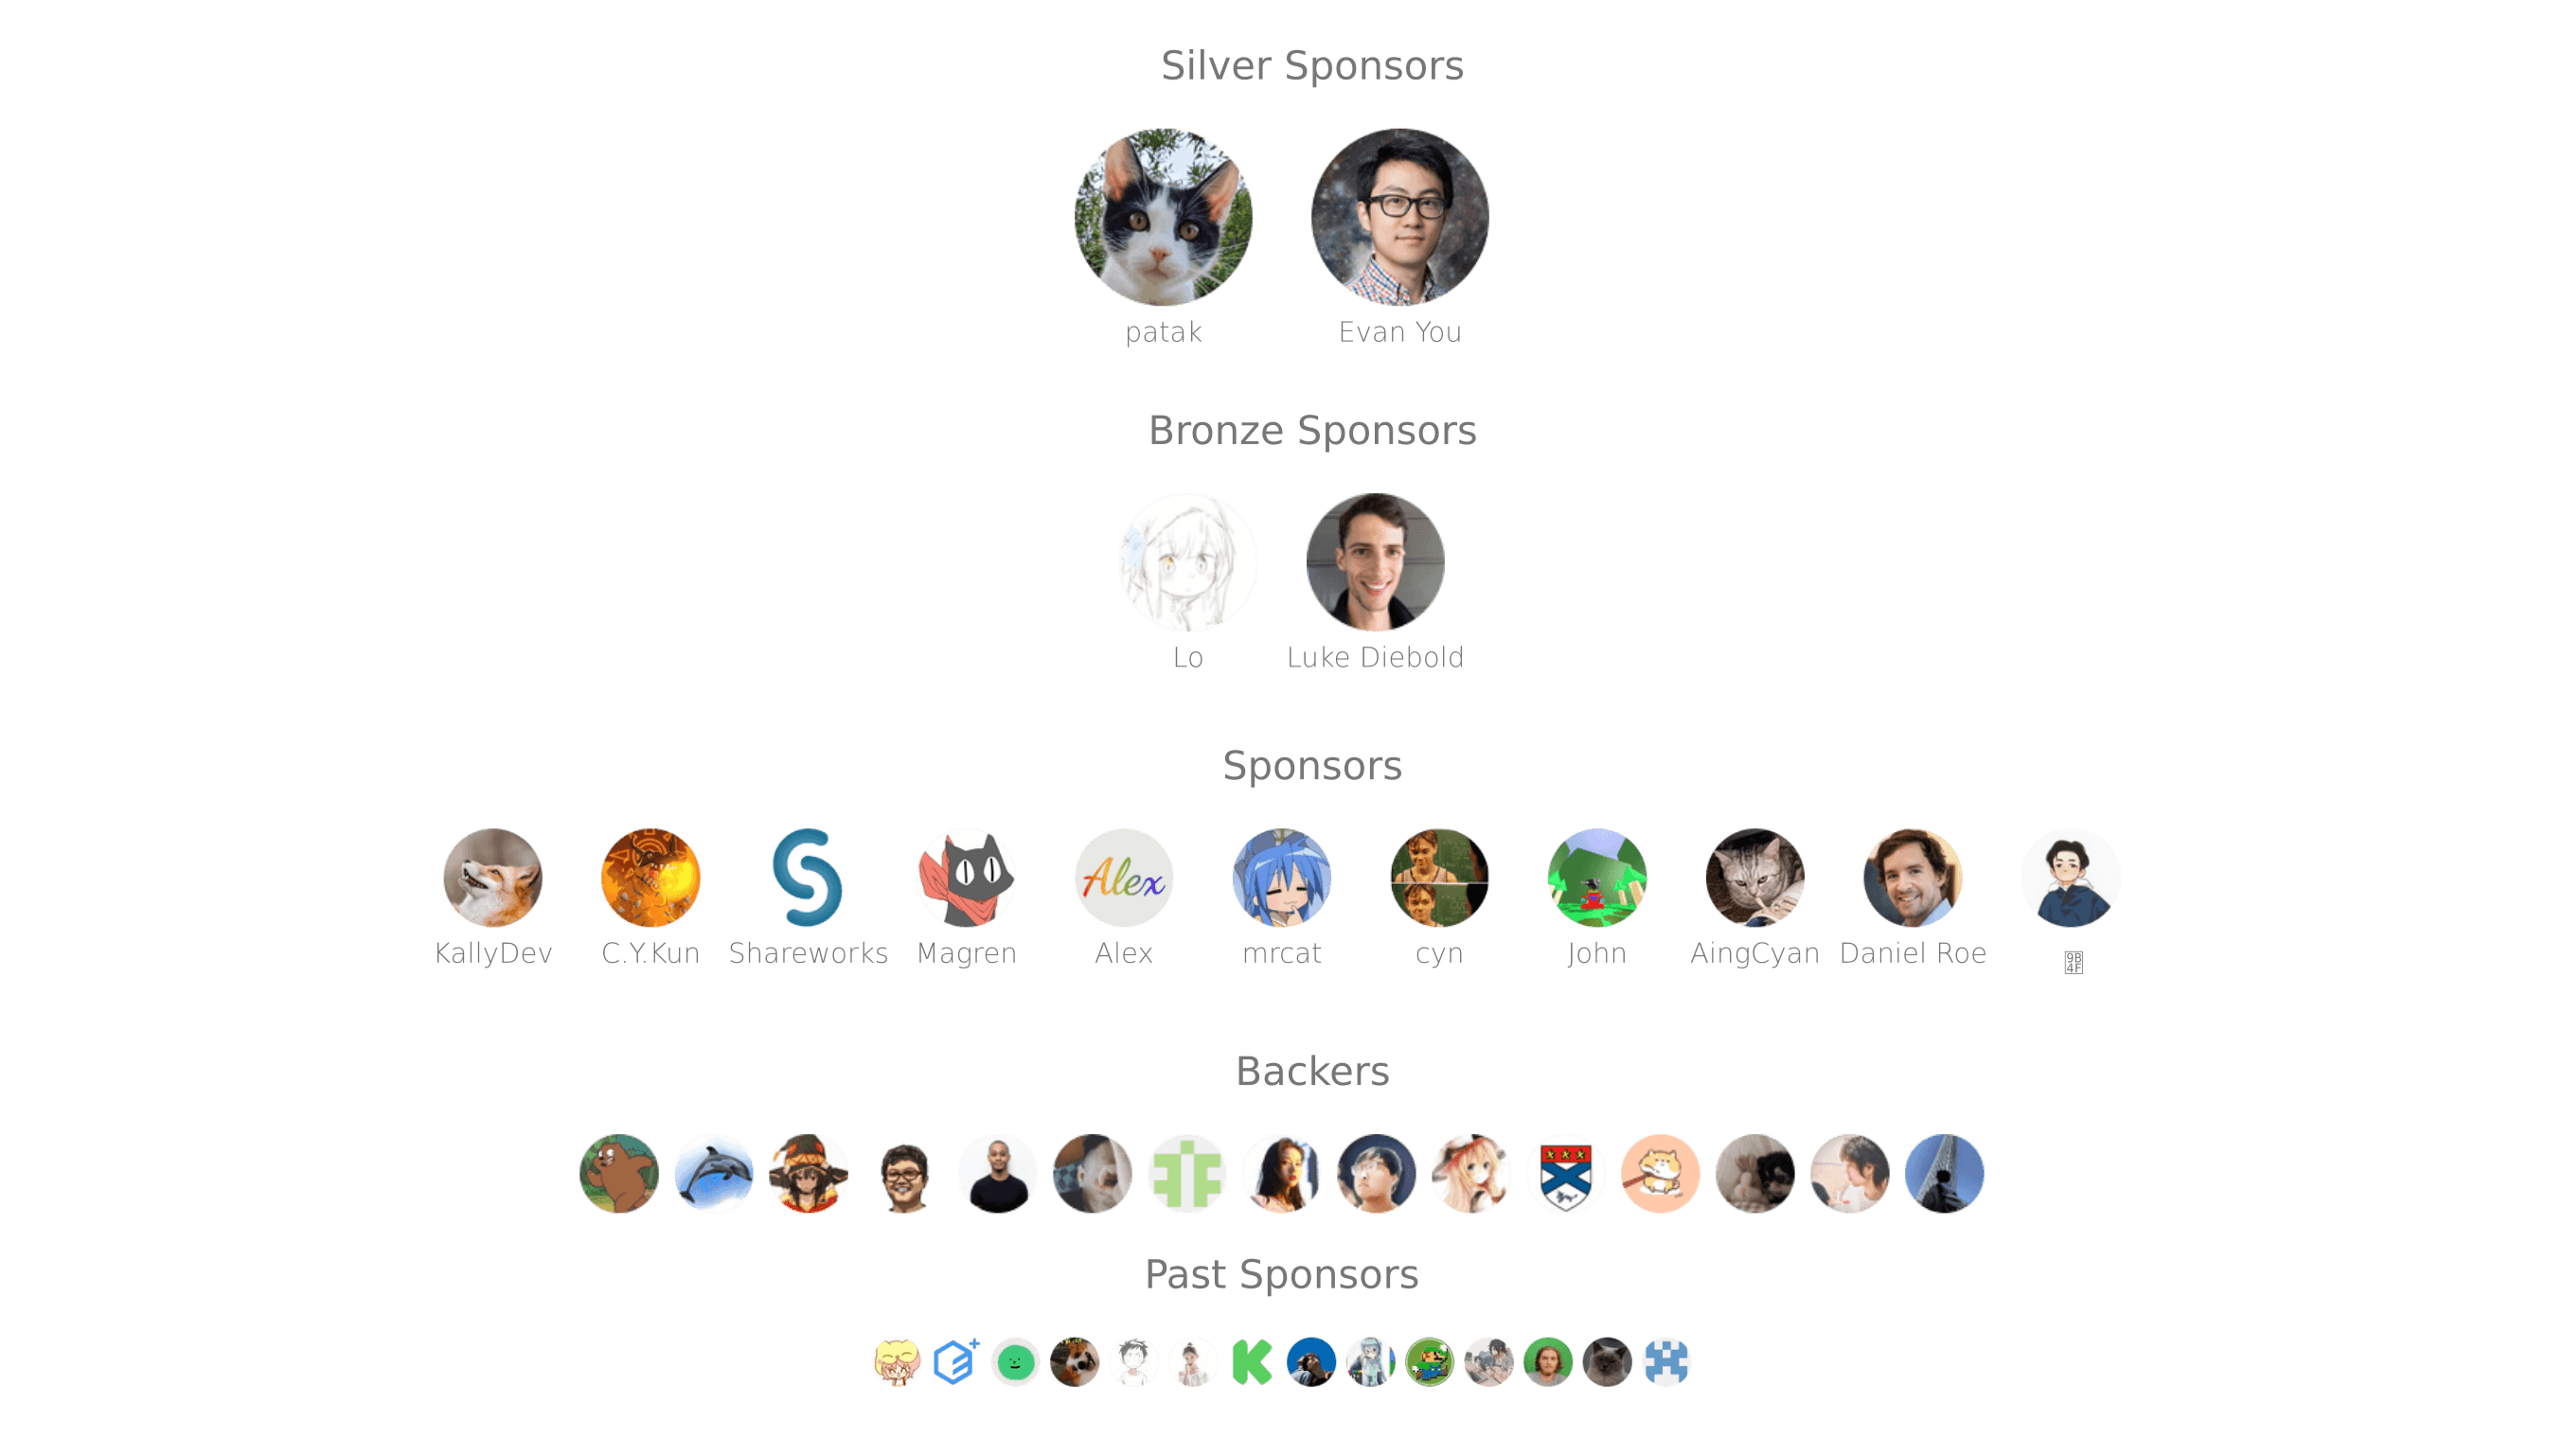 Silver Sponsors
patak
Evan You
Bronze Sponsors
Lo
Luke Diebold
Sponsors
Alex
KallyDev
C.Y.Kun
Shareworks
Magren
Alex
mrcat
cyn
John
AingCyan
Daniel Roe
Backers
Past Sponsors